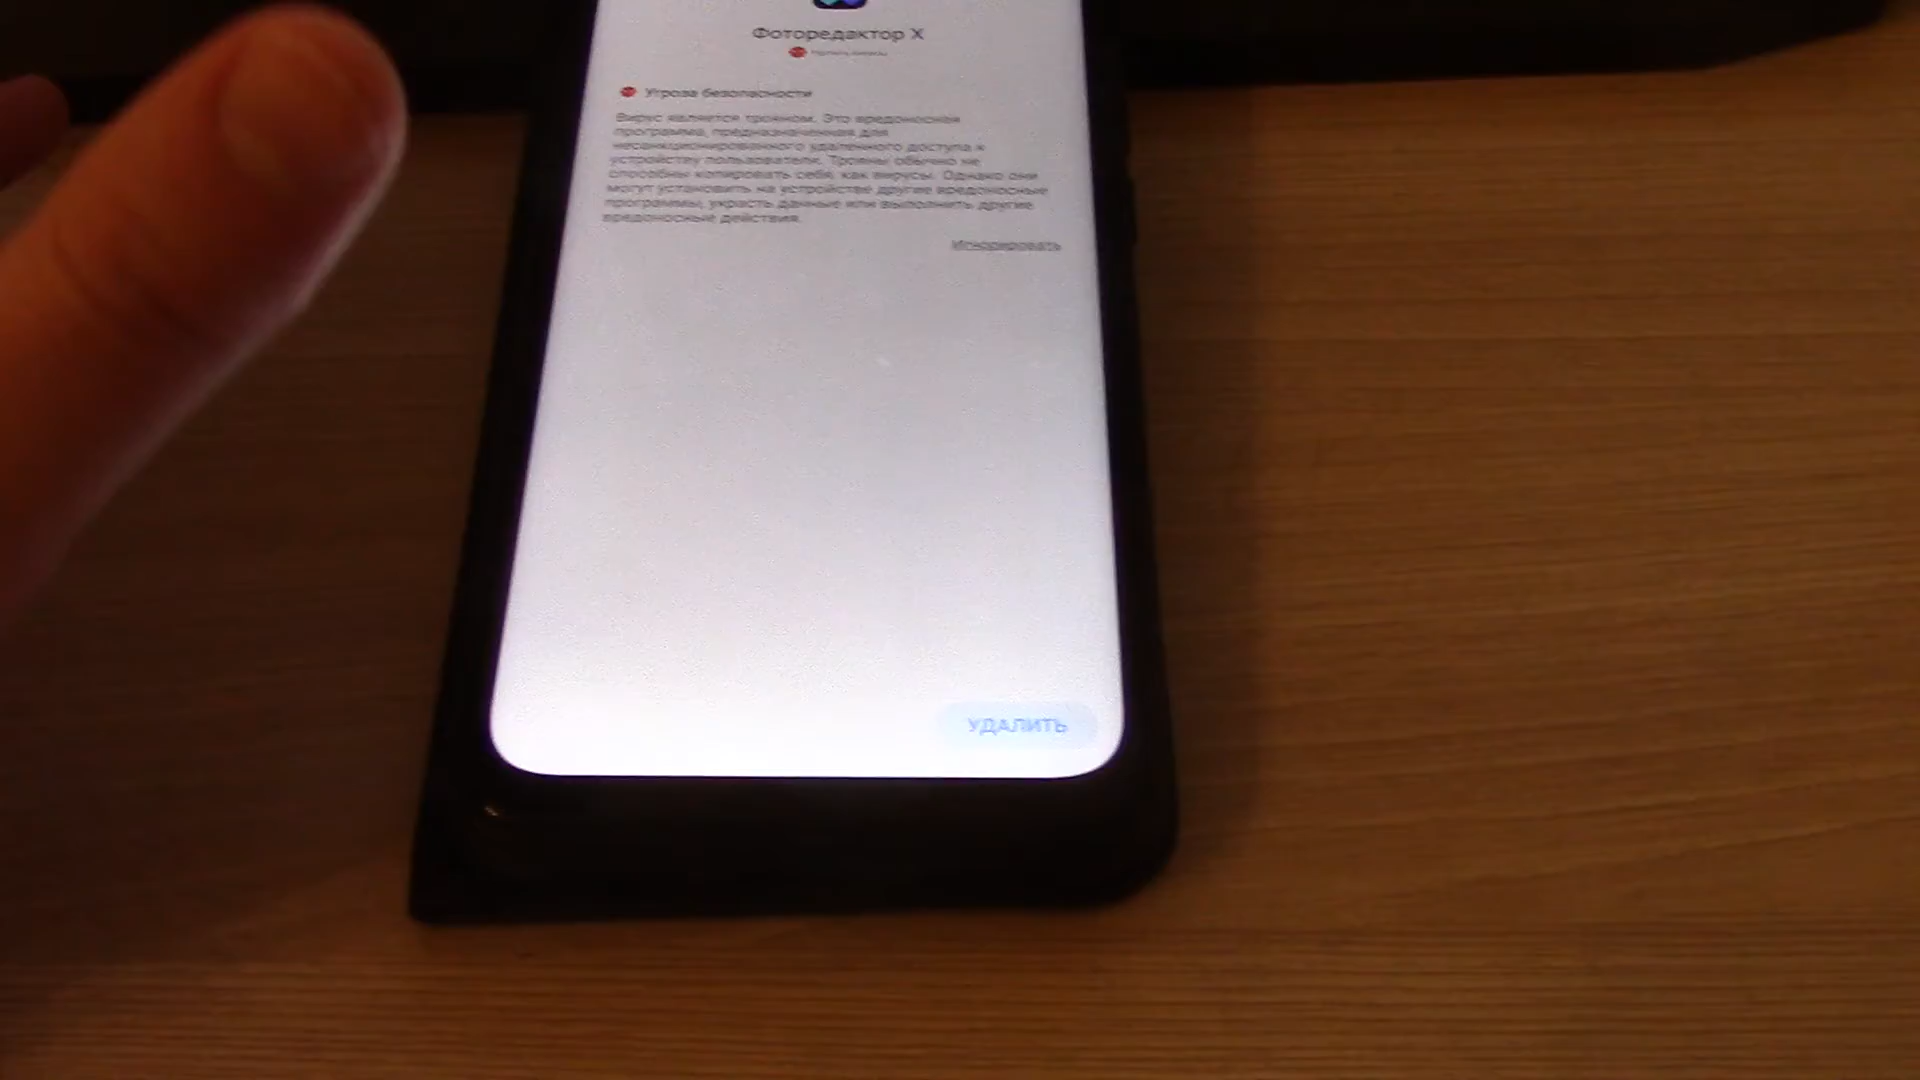 Фоторедактор X
Угроза безопасности
Вирус является трояном. Это вредоносная
программа, предназначенная для
несанкционированного удаленного доступа к
устройству пользователи. Трояны обычно не
способны копировать себя, как вирусы. Однако они
могут установить на устройстве другие вредоносные
программы, украсть данные или выполнить другие
вредоносные действия.
Игнорировать
УДАЛИТЬ